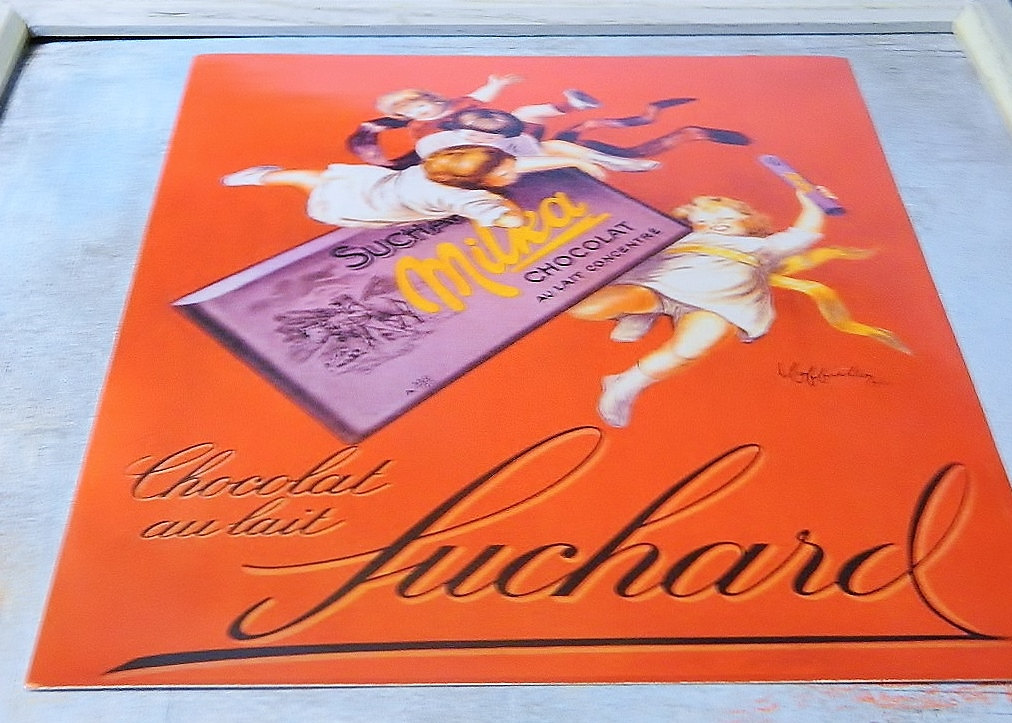 SUCHA
Milka
CHOCOLAT
AU LAIT CONCENTRÉ
Chocolat
au lait
Suchard